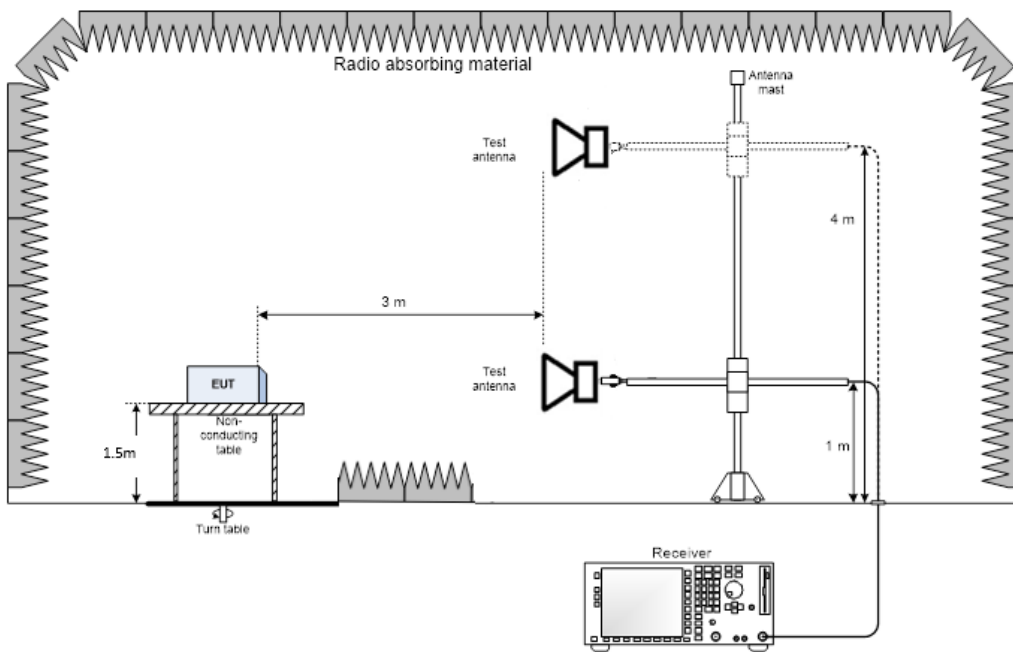 Radio absorbing material
Antenna
mast
Test
antenna
4 m
3 m
Test
antenna
EUT
Non-
conducting
table
1.5m
1 m
Turn table
Receiver